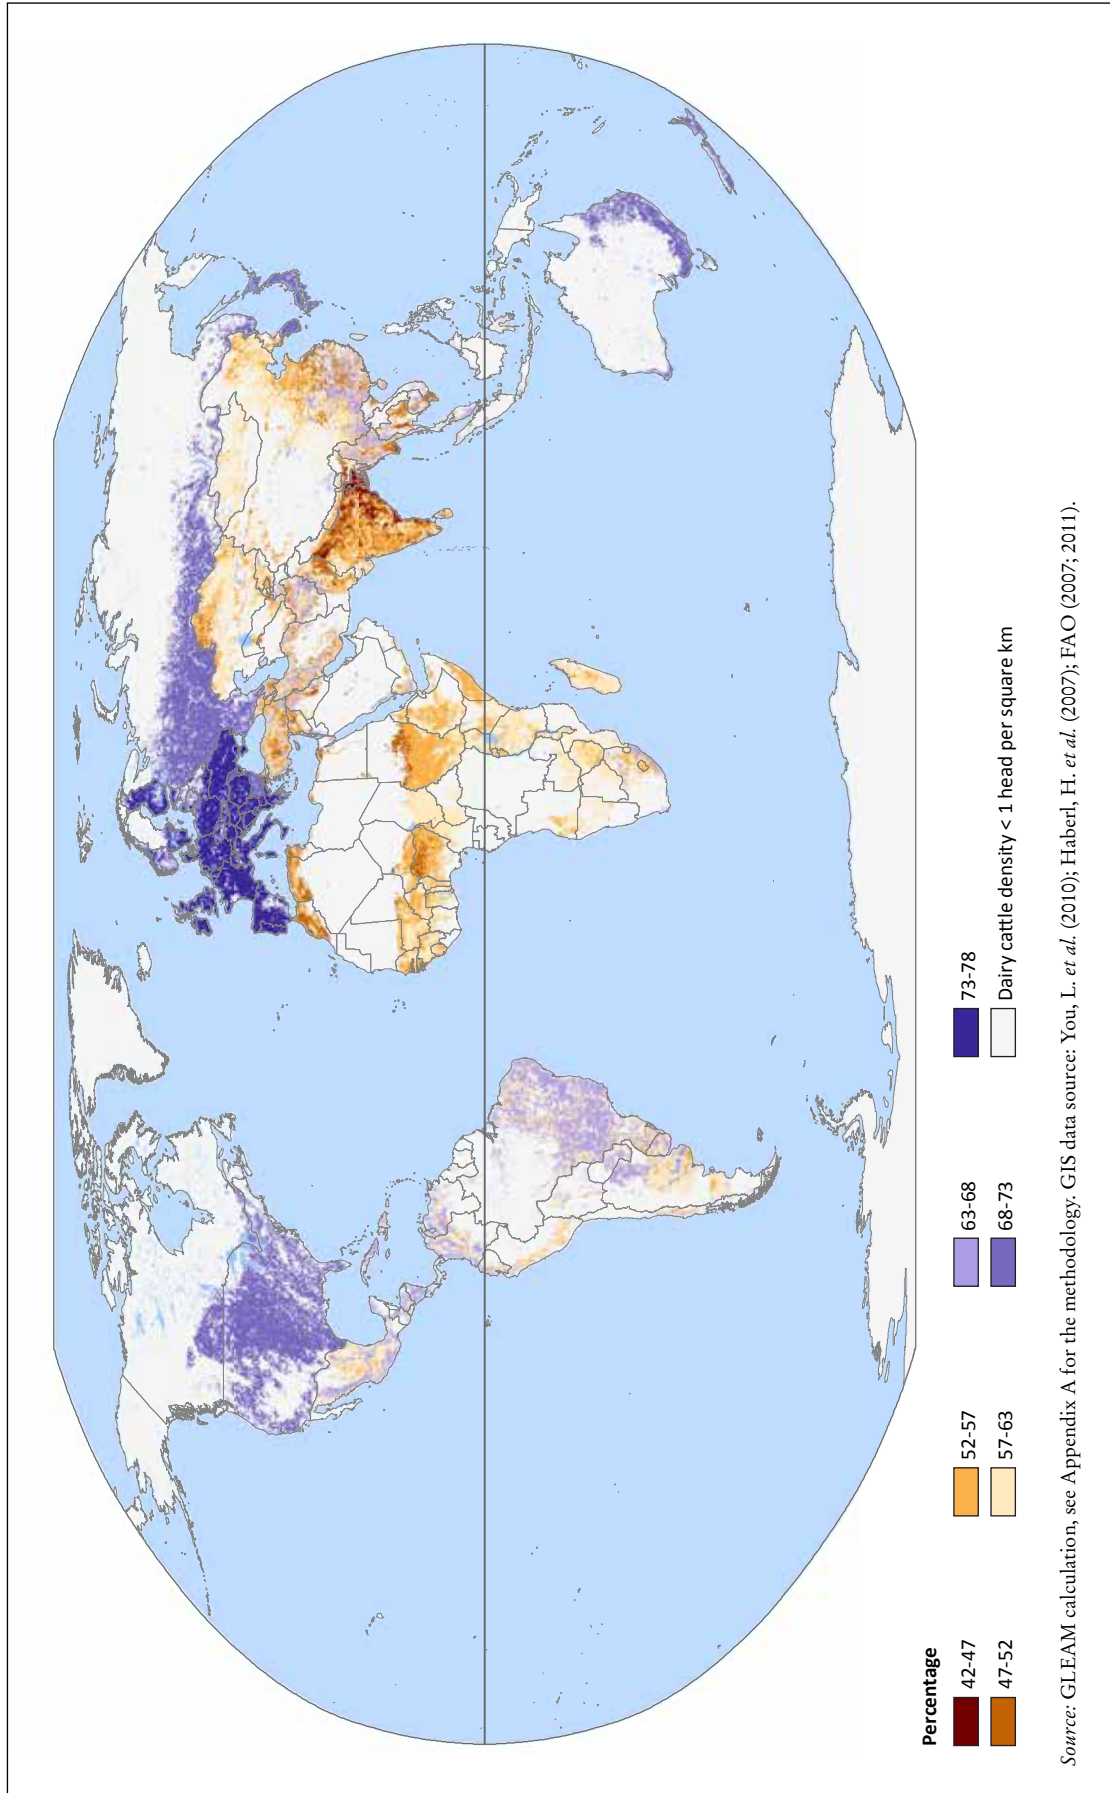 Percentage
42-47
47-52
52-57
57-63
63-68
68-73
73-78
Dairy cattle density < 1 head per square km
Source: GLEAM calculation, see Appendix A for the methodology. GIS data source: You, L. et al. (2010); Haberl, H. et al. (2007); FAO (2007; 2011).